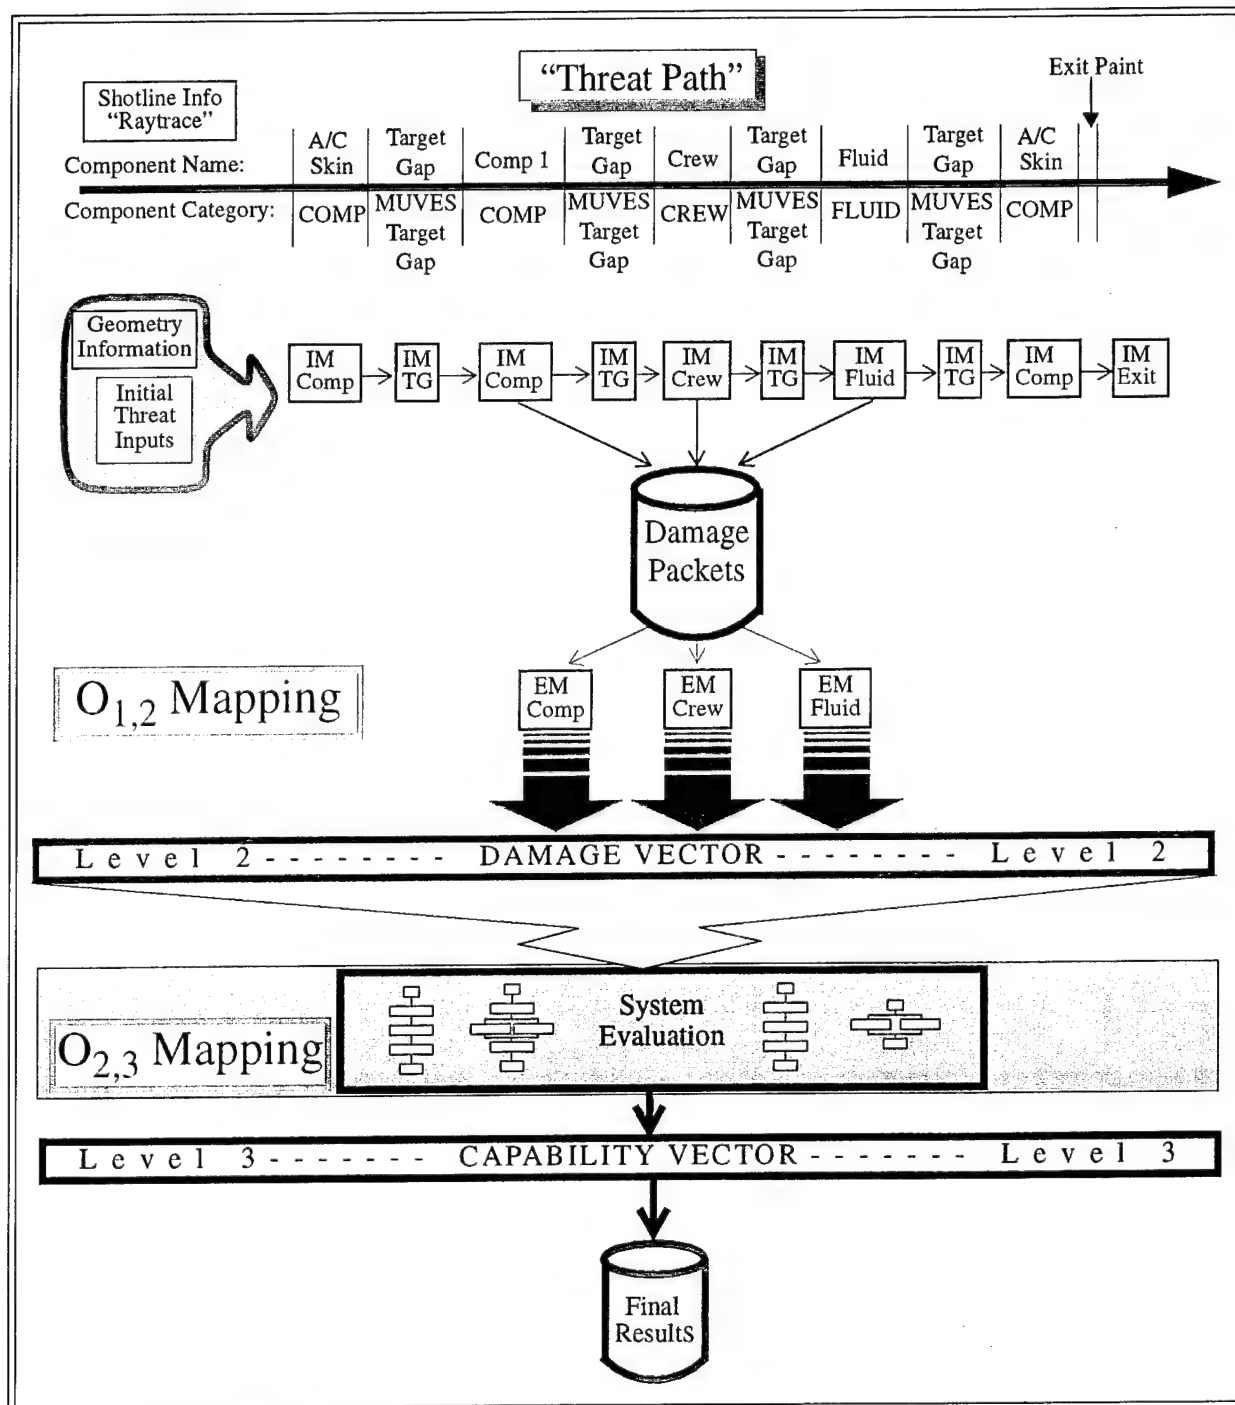 “Threat Path”
Exit Paint
Shotline Info
“Raytrace”
Component Name:
A/C
Skin
Target
Gap
Comp 1
Target
Gap
Crew
Target
Gap
Fluid
Target
Gap
A/C
Skin
Component Category:
COMP
MUVES
Target
Gap
COMP
MUVES
Target
Gap
CREW
MUVES
Target
Gap
FLUID
MUVES
Target
Gap
COMP
Geometry
Information
Initial
Threat
Inputs
IM
Comp
IM
TG
IM
Comp
IM
TG
IM
Crew
IM
TG
IM
Fluid
IM
TG
IM
Comp
IM
Exit
Damage
Packets
O1,2 Mapping
EM
Comp
EM
Crew
EM
Fluid
Level 2- - - - - - - - DAMAGE VECTOR- - - - - - - - Level 2
O2,3 Mapping
System
Evaluation
Level 3- - - - - - - CAPABILITY VECTOR - - - - - - - Level 3
Final
Results